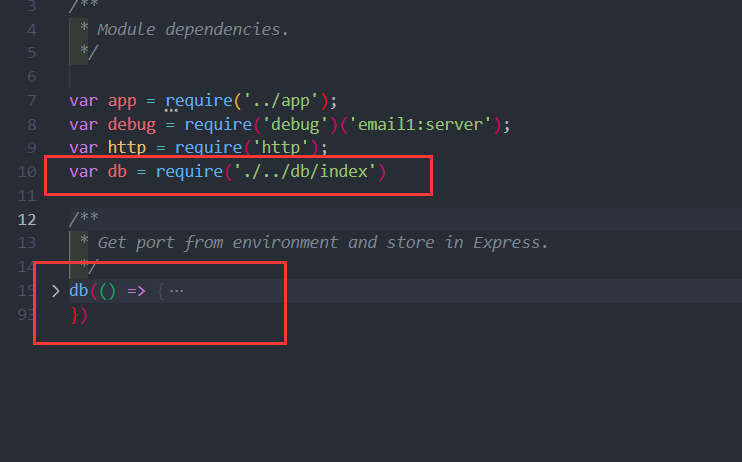 3 /**
4 * Module dependencies.
5 */
6
7 var app = require('../app');
8 var debug = require('debug')('email1:server');
9 var http = require('http');
10 var db = require('./../db/index')
11
12 /**
13 * Get port from environment and store in Express.
14 */
15 > db(() => { ···
93 })